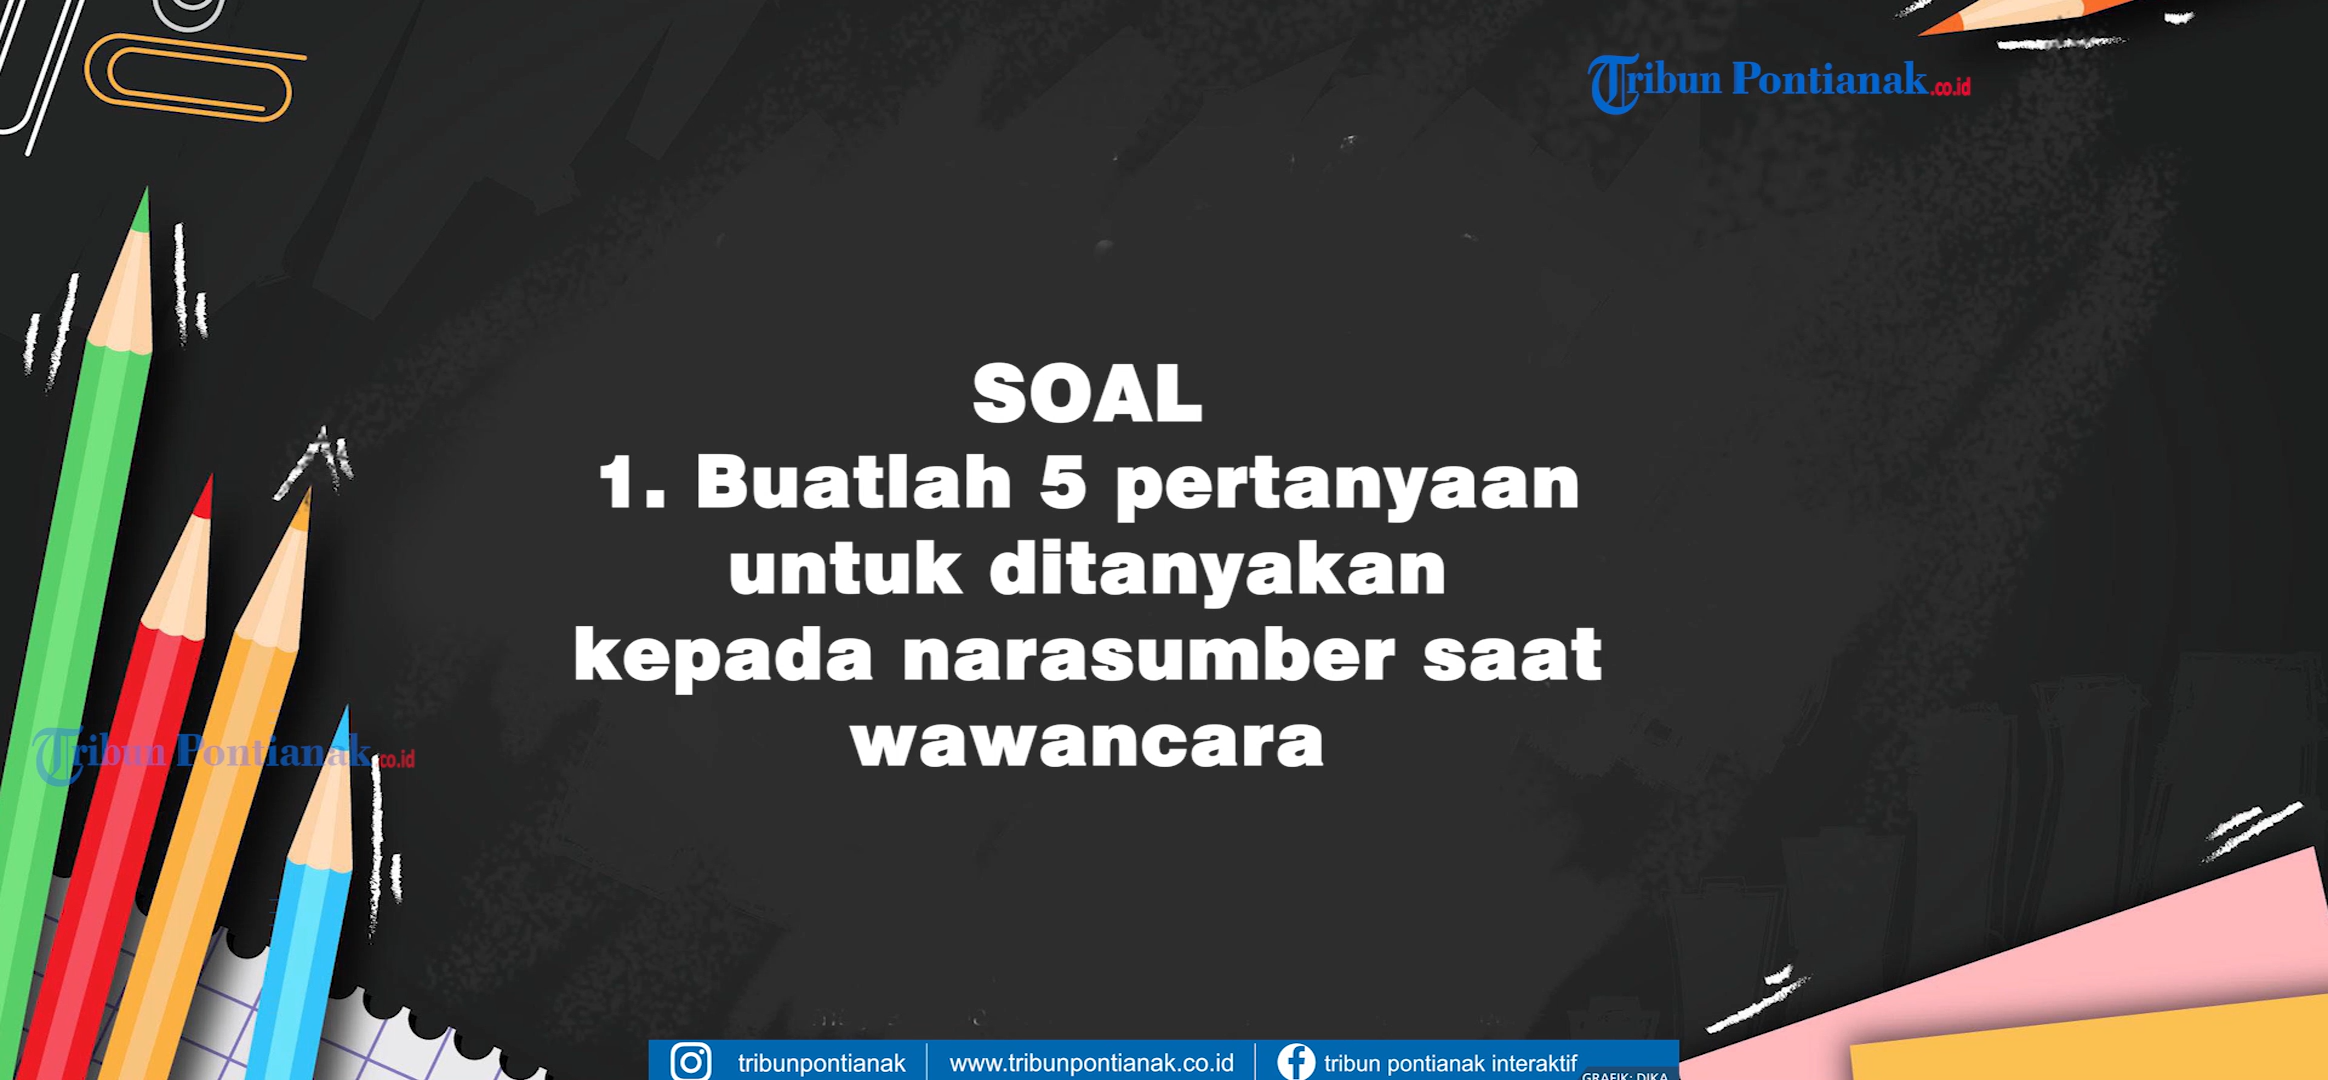 Tribun Pontianak.co.id
SOAL
1. Buatlah 5 pertanyaan
untuk ditanyakan
kepada narasumber saat
wawancara
Tribun Pontianak.co.id
tribunpontianak
www.tribunpontianak.co.id
tribun pontianak interaktif
GRAFIK: DIKA